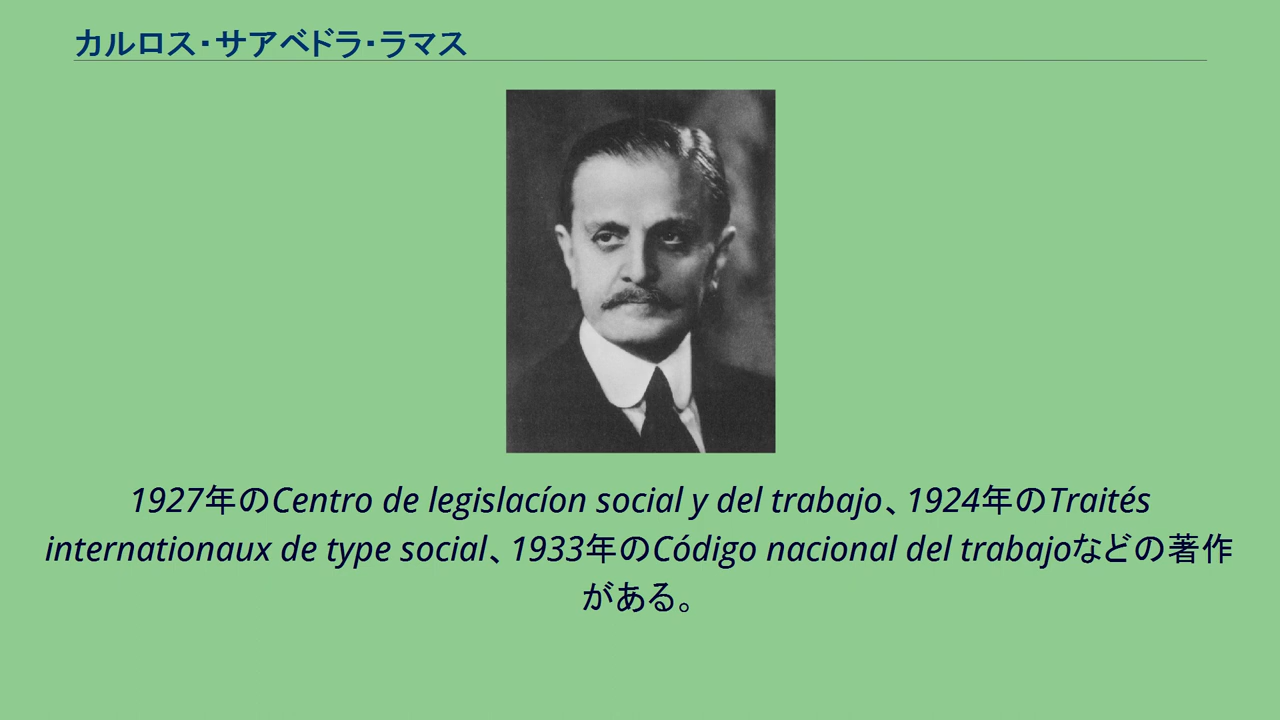 カルロス・サアベドラ・ラマス
1927年のCentro de legislacíon social y del trabajo、1924年のTraités
internationaux de type social、1933年のCódigo nacional del trabajoなどの著作
がある。